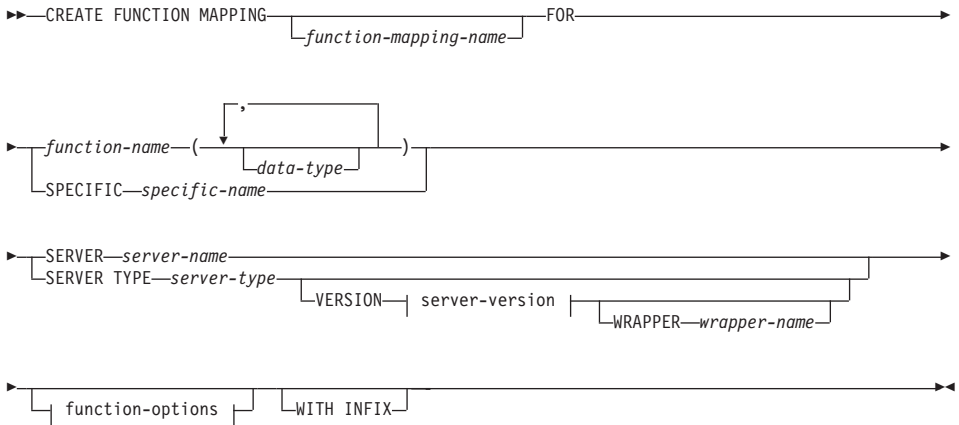 CREATE FUNCTION MAPPING FOR
function-mapping-name
,
function-name ( )
data-type
SPECIFIC specific-name
SERVER server-name
SERVER TYPE server-type
VERSION server-version
WRAPPER wrapper-name
function-options WITH INFIX